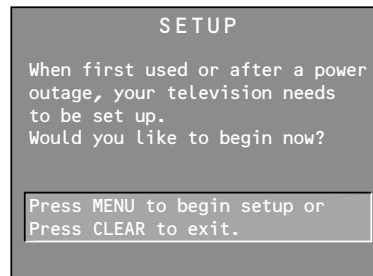 SETUP
When first used or after a power
outage, your television needs
to be set up.
Would you like to begin now?
Press MENU to begin setup or
Press CLEAR to exit.